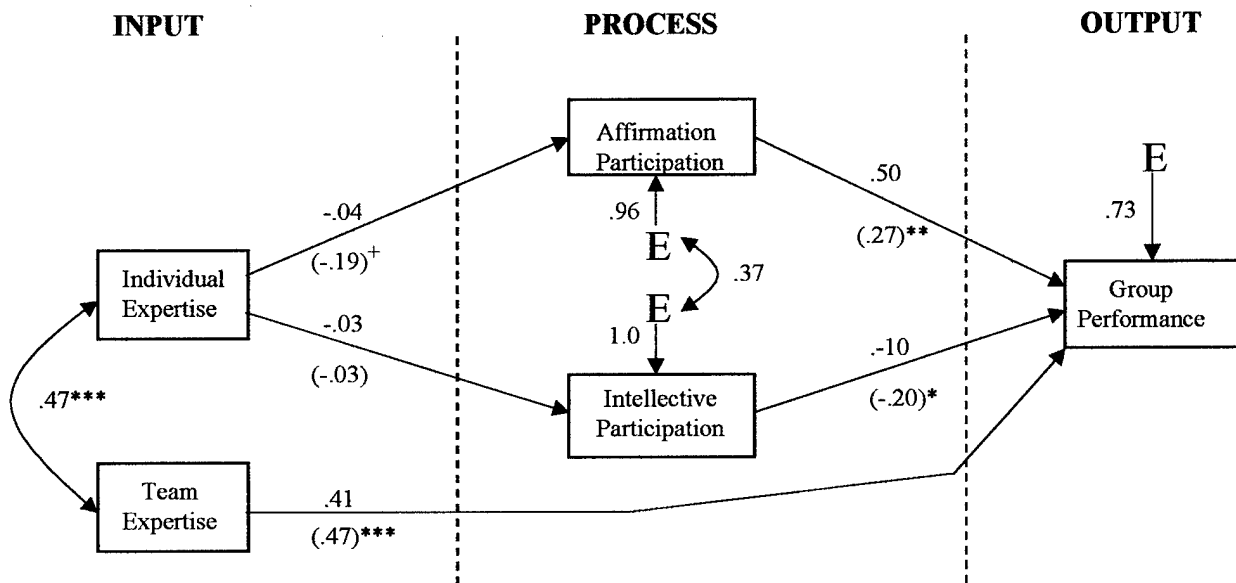 INPUT
PROCESS
OUTPUT
Affirmation
Participation
E
.50
.73
-.04
.96
(.27)**
(-.19)+
E
.37
Individual
Expertise
E
Group
Performance
-.03
1.0
.-10
(-.03)
(-.20)*
.47***
Intellective
Participation
Team
Expertise
.41
(.47)***